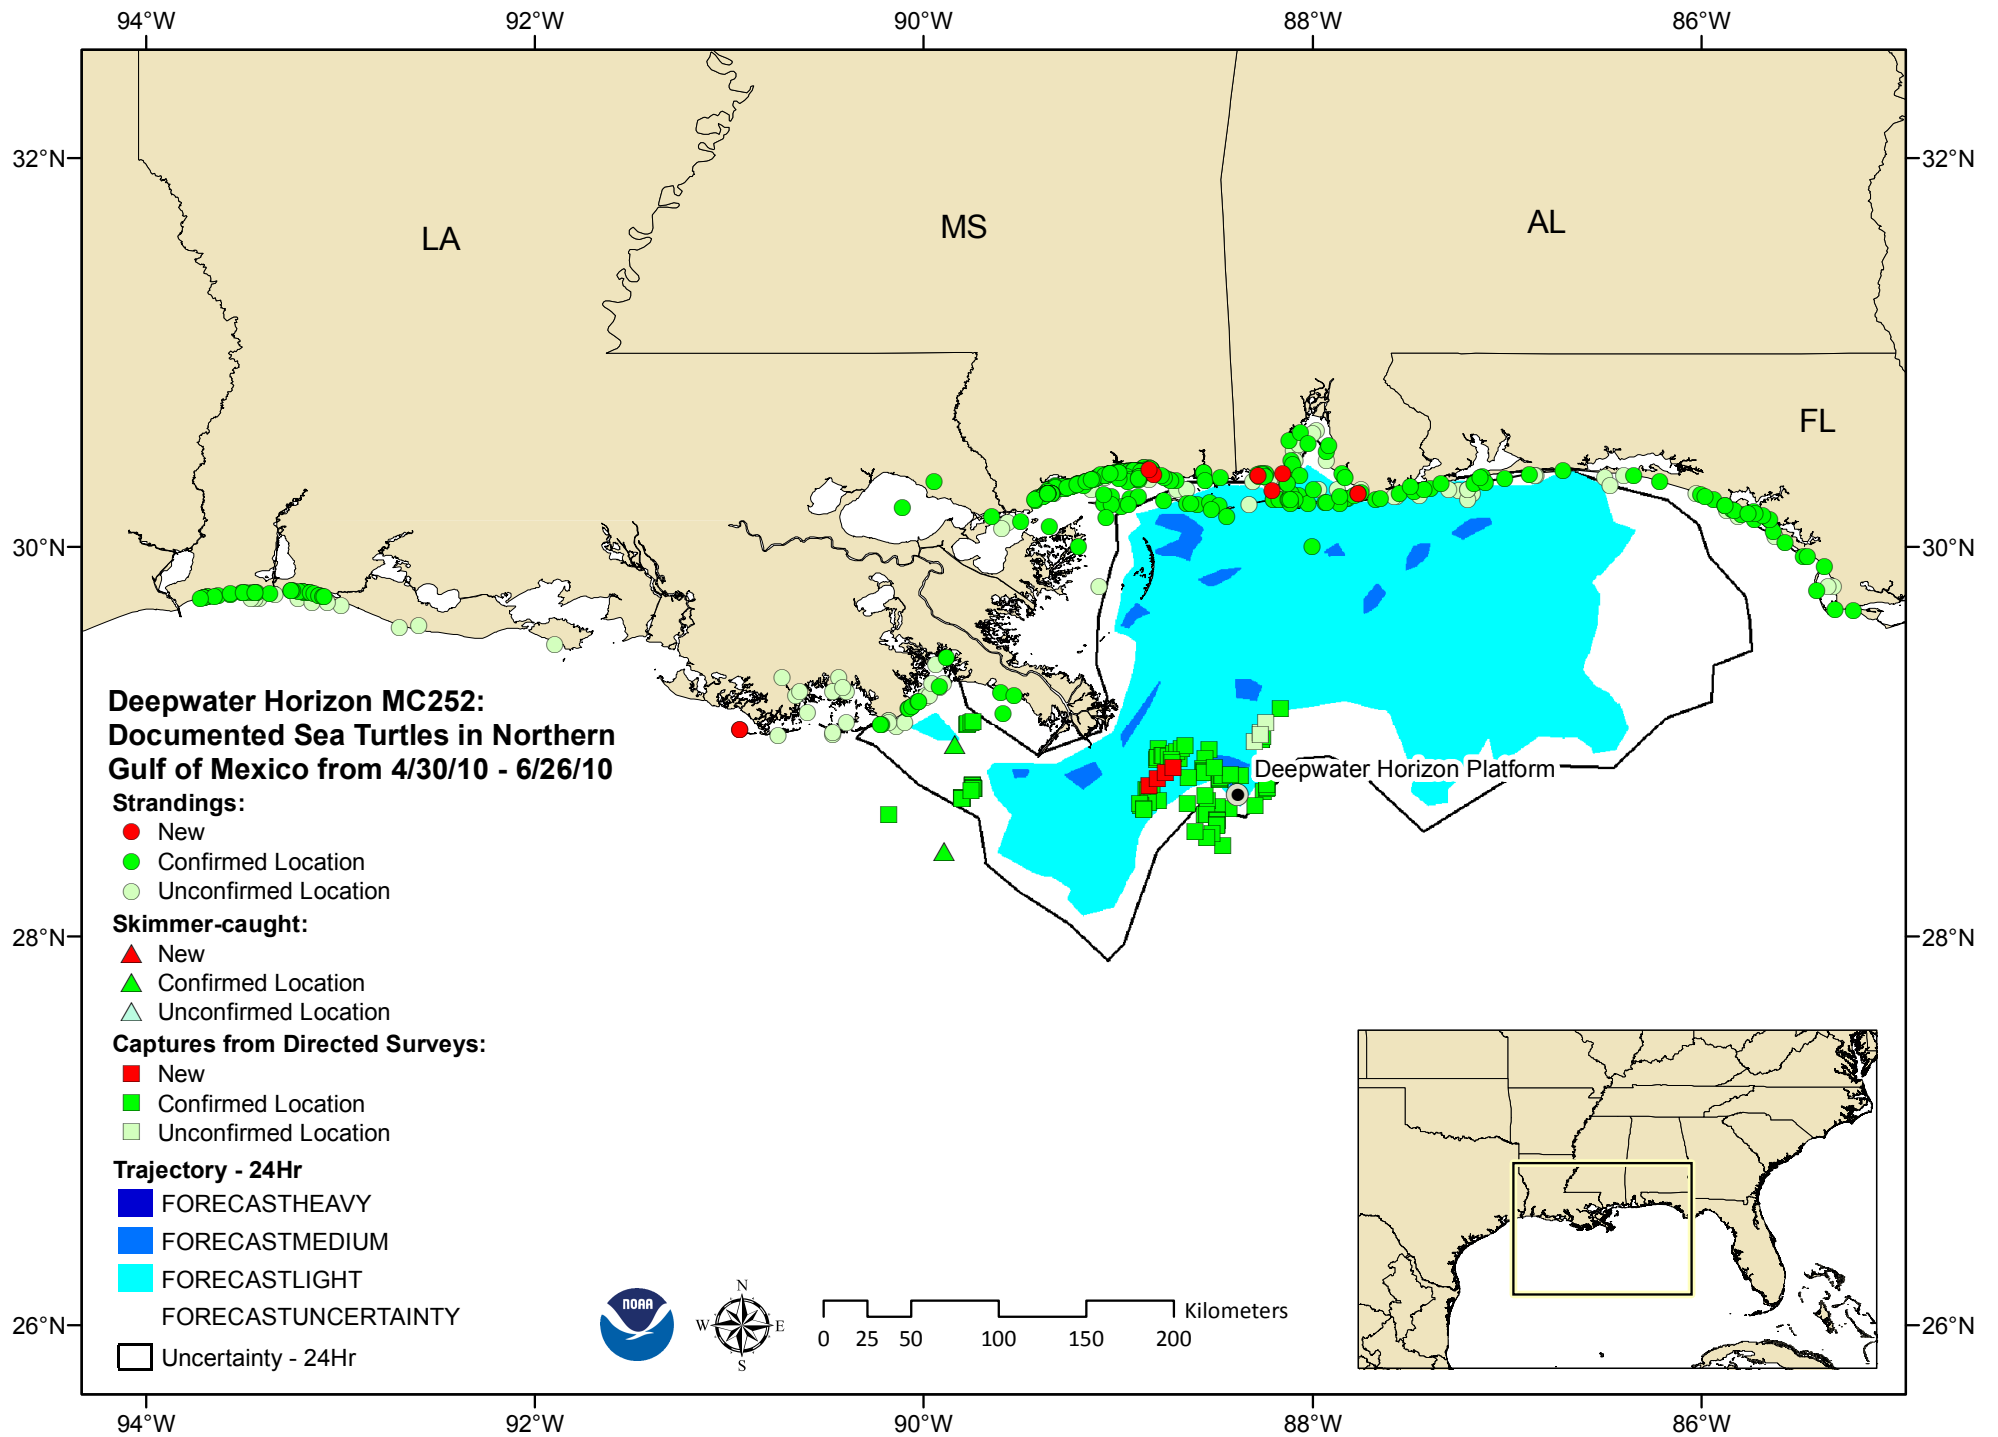 94°W 92°W 90°W 88°W 86°W
32°N 32°N
LA MS AL
FL
30°N 30°N
Deepwater Horizon MC252:
Documented Sea Turtles in Northern
Gulf of Mexico from 4/30/10 - 6/26/10
Deepwater Horizon Platform
Strandings:
New
Confirmed Location
Unconfirmed Location
Skimmer-caught:
28°N 28°N
New
Confirmed Location
Unconfirmed Location
Captures from Directed Surveys:
New
Confirmed Location
Unconfirmed Location
Trajectory - 24Hr
FORECASTHEAVY
FORECASTMEDIUM
FORECASTLIGHT
FORECASTUNCERTAINTY
Uncertainty - 24Hr
NOAA
N
W E
S
Kilometers
0 25 50 100 150 200
26°N 26°N
94°W 92°W 90°W 88°W 86°W